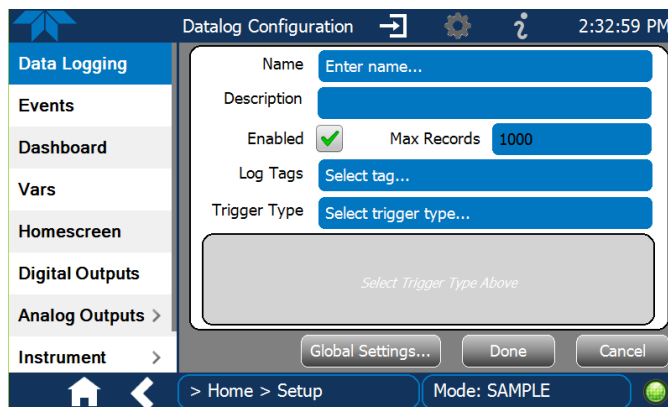 Datalog Configuration 2:32:59 PM
Data Logging
Events
Dashboard
Vars
Homescreen
Digital Outputs
Analog Outputs >
Instrument >
Name Enter name...
Description
Enabled Max Records 1000
Log Tags Select tag...
Trigger Type Select trigger type...
Select Trigger Type Above
Global Settings... Done Cancel
> Home > Setup Mode: SAMPLE